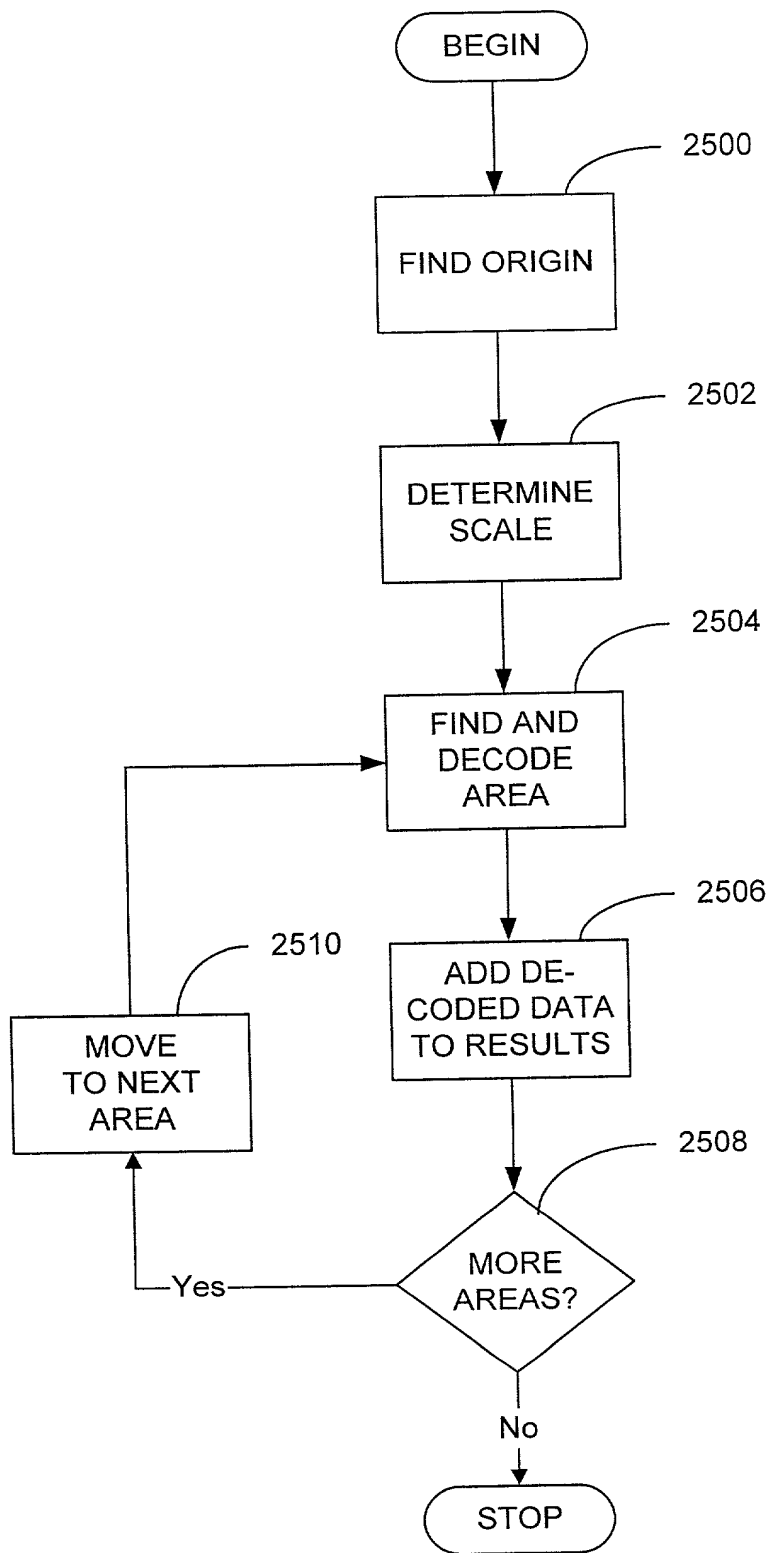 BEGIN
2500
FIND ORIGIN
2502
DETERMINE
SCALE
2504
FIND AND
DECODE
AREA
2506
ADD DE-
CODED DATA
TO RESULTS
2510
MOVE
TO NEXT
AREA
2508
MORE
AREAS?
Yes
No
STOP